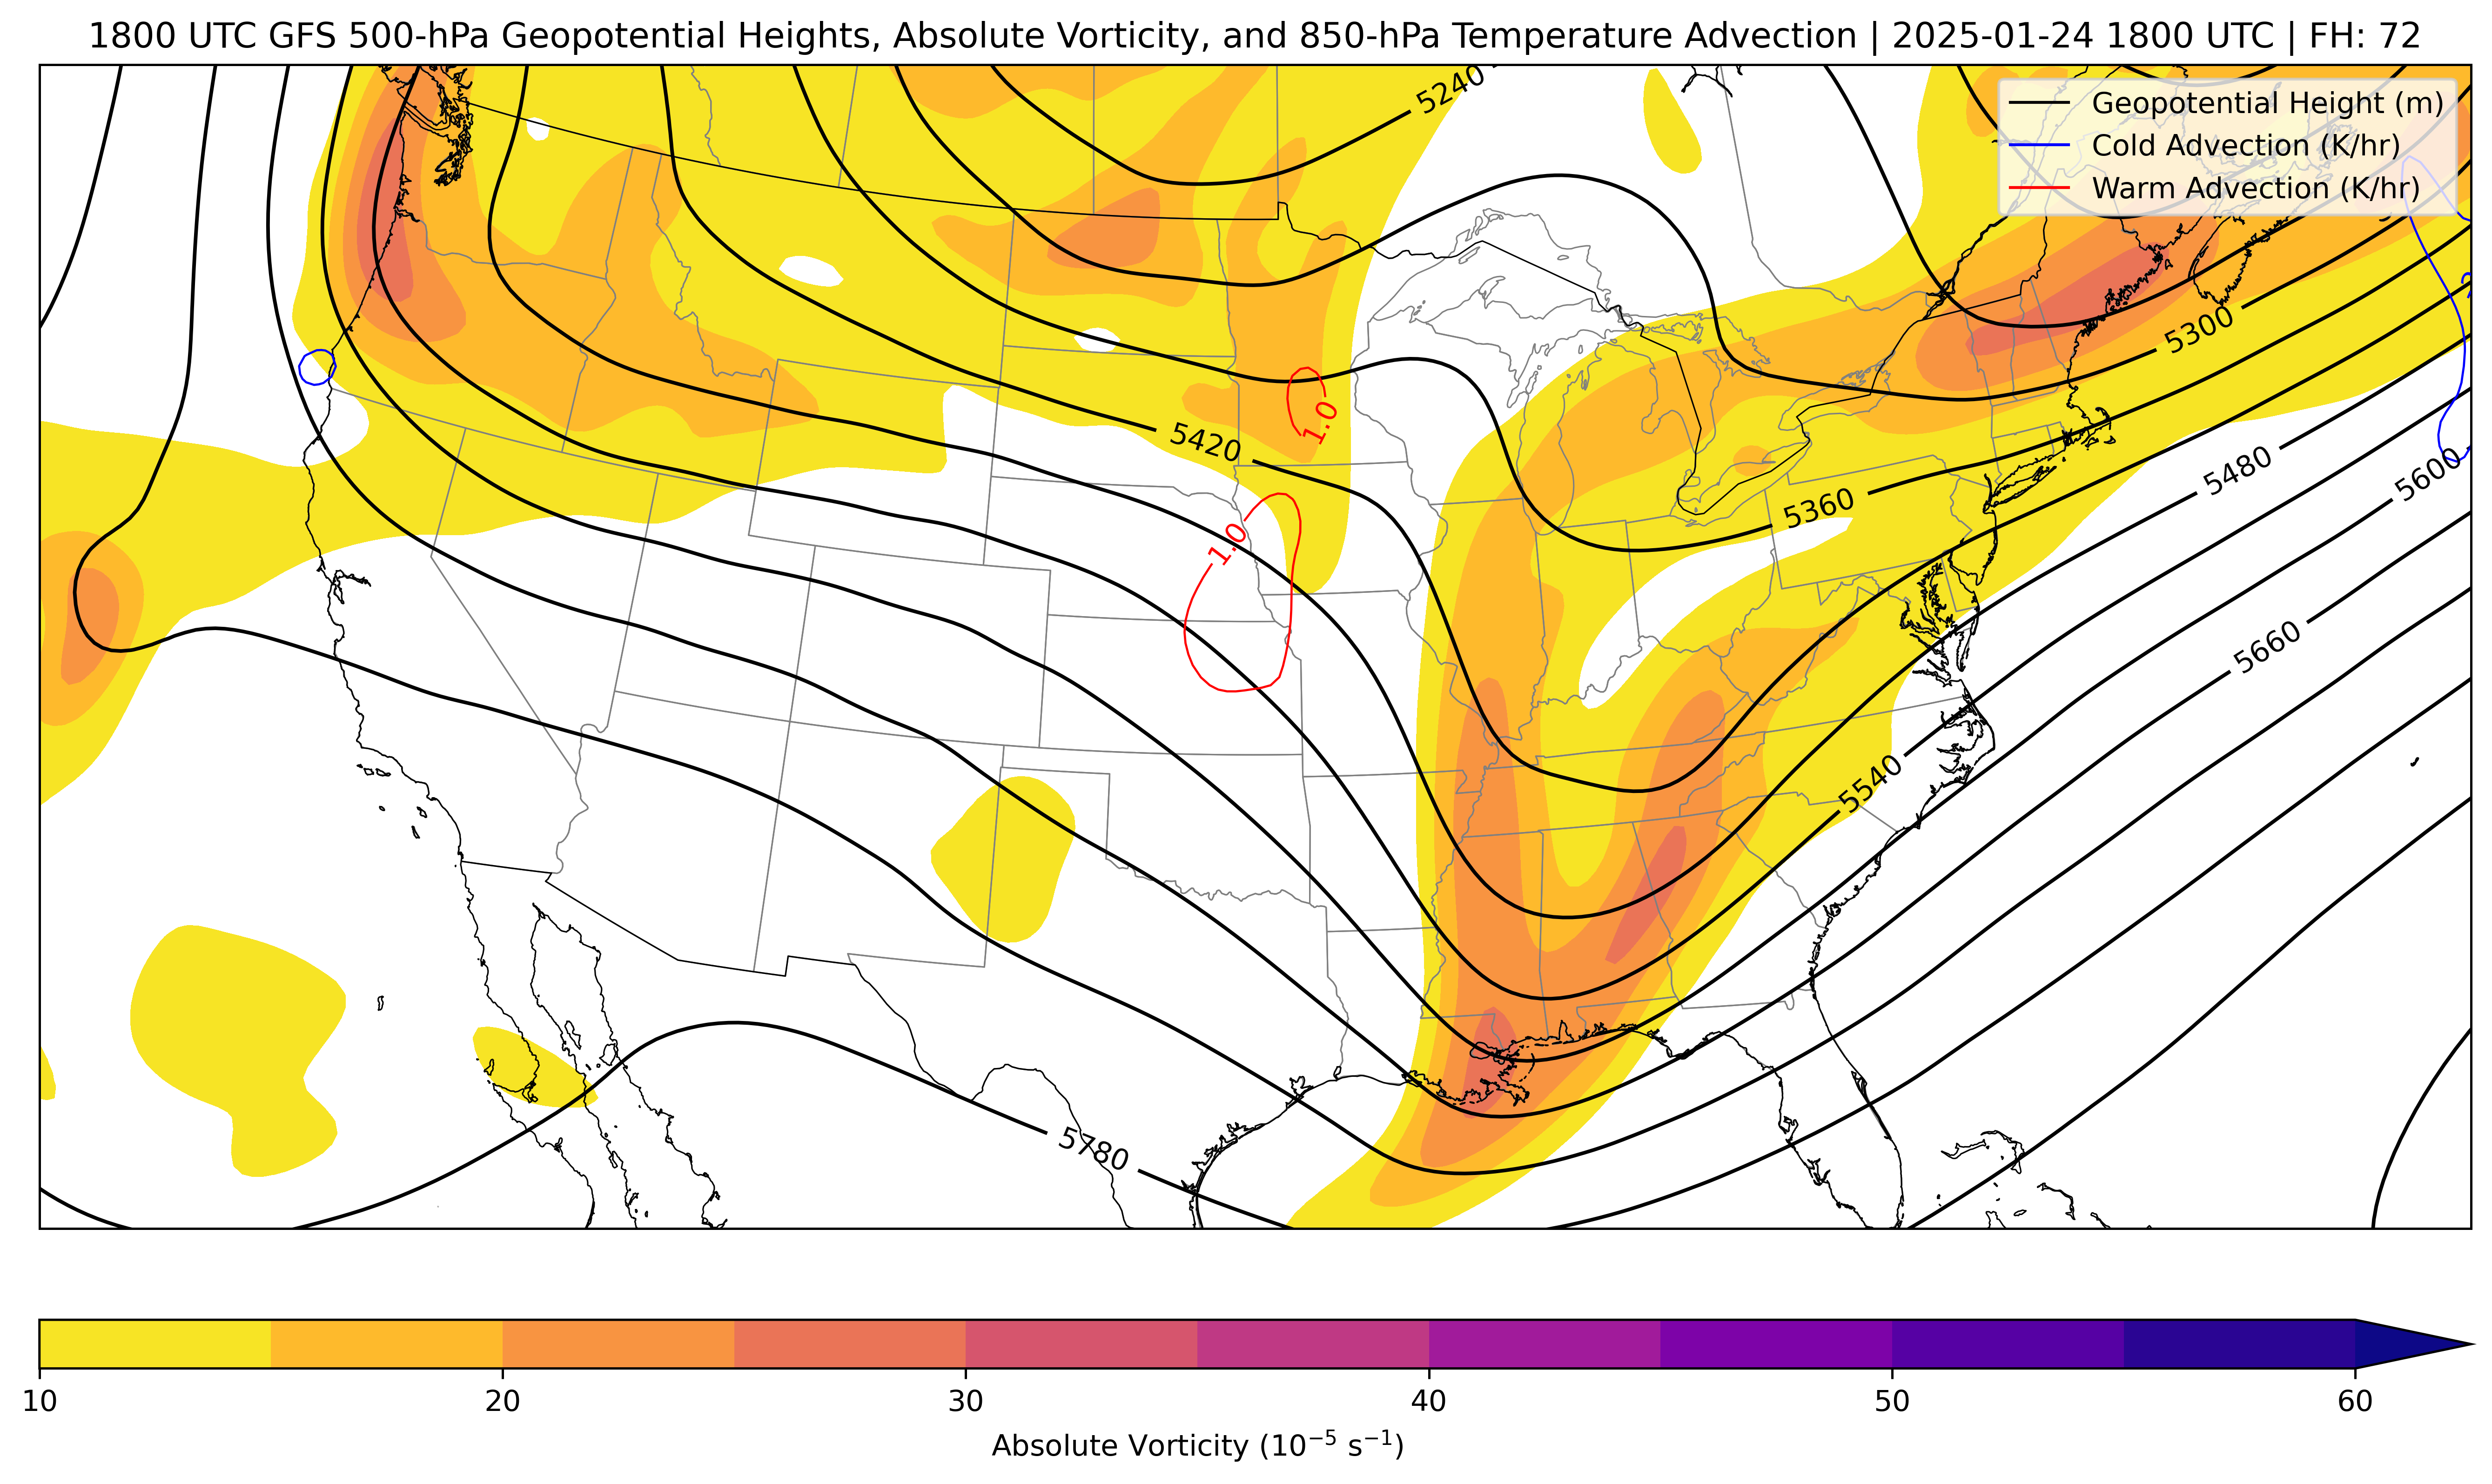 1800 UTC GFS 500-hPa Geopotential Heights, Absolute Vorticity, and 850-hPa Temperature Advection | 2025-01-24 1800 UTC | FH: 72
Geopotential Height (m)
Cold Advection (K/hr)
Warm Advection (K/hr)
5240
5300
1.0
5420
5480
5600
5360
1.0
5660
5540
5780
10 20 30 40 50 60
Absolute Vorticity (10⁻⁵ s⁻¹)